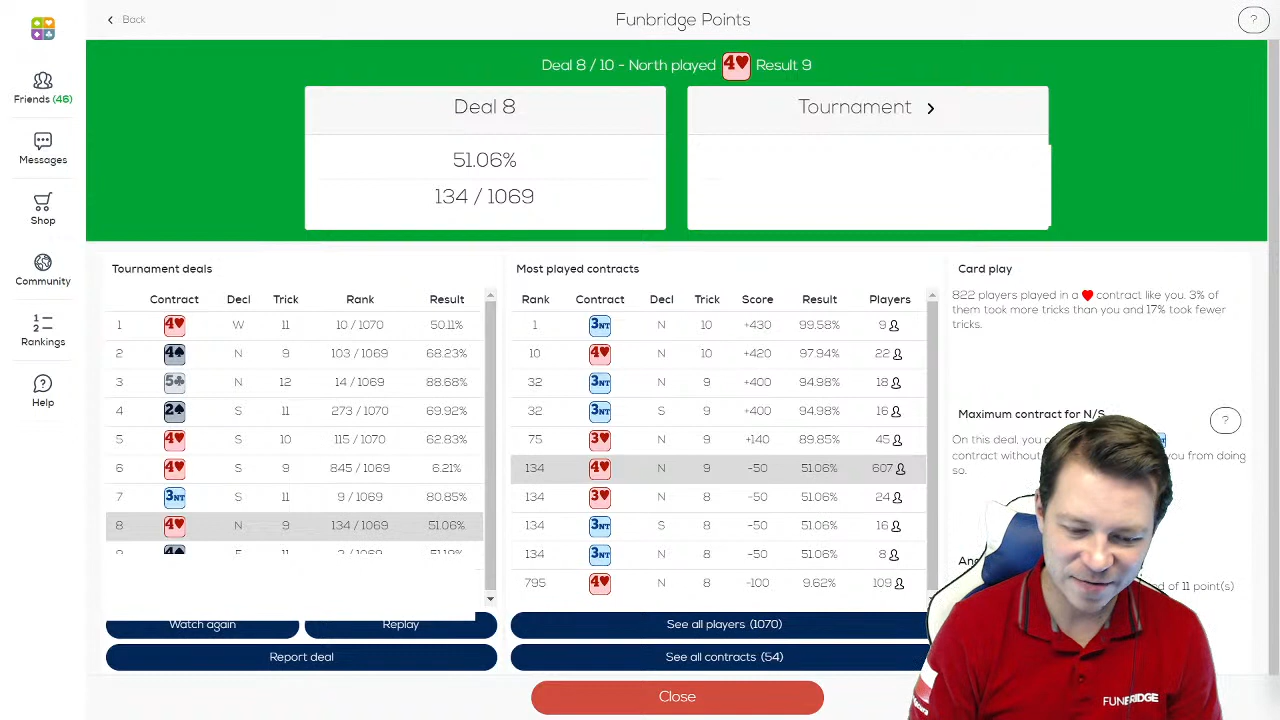 Back
Funbridge Points
?
Friends (46)
Messages
Shop
Community
1
2
Rankings
Help
Deal 8 / 10 - North played 4♥ Result 9
Deal 8
51.06%
134 / 1069
Tournament
Tournament deals
Contract Decl Trick Rank Result
1 4♥ W 11 10 / 1070 50.11%
2 4♠ N 9 103 / 1069 68.23%
3 5♣ N 12 14 / 1069 88.68%
4 2♠ S 11 273 / 1070 69.92%
5 4♥ S 10 115 / 1070 62.83%
6 4♥ S 9 845 / 1069 6.21%
7 3NT S 11 9 / 1069 80.85%
8 4♥ N 9 134 / 1069 51.06%
Watch again
Replay
Report deal
Most played contracts
Rank Contract Decl Trick Score Result Players
1 3NT N 10 +430 99.58% 9
10 4♥ N 10 +420 97.94% 22
32 3NT N 9 +400 94.98% 18
32 3NT S 9 +400 94.98% 16
75 3♥ N 9 +140 89.85% 45
134 4♥ N 9 -50 51.06% 607
134 3♥ N 8 -50 51.06% 24
134 3NT S 8 -50 51.06% 16
134 3NT N 8 -50 51.06% 8
795 4♥ N 8 -100 9.62% 109
See all players (1070)
See all contracts (54)
Close
Card play
822 players played in a ♥ contract like you. 3% of
them took more tricks than you and 17% took fewer
tricks.
Maximum contract for N/S
?
On this deal, you
contract without you from doing
so.
of 11 point(s)
FUNBRIDGE